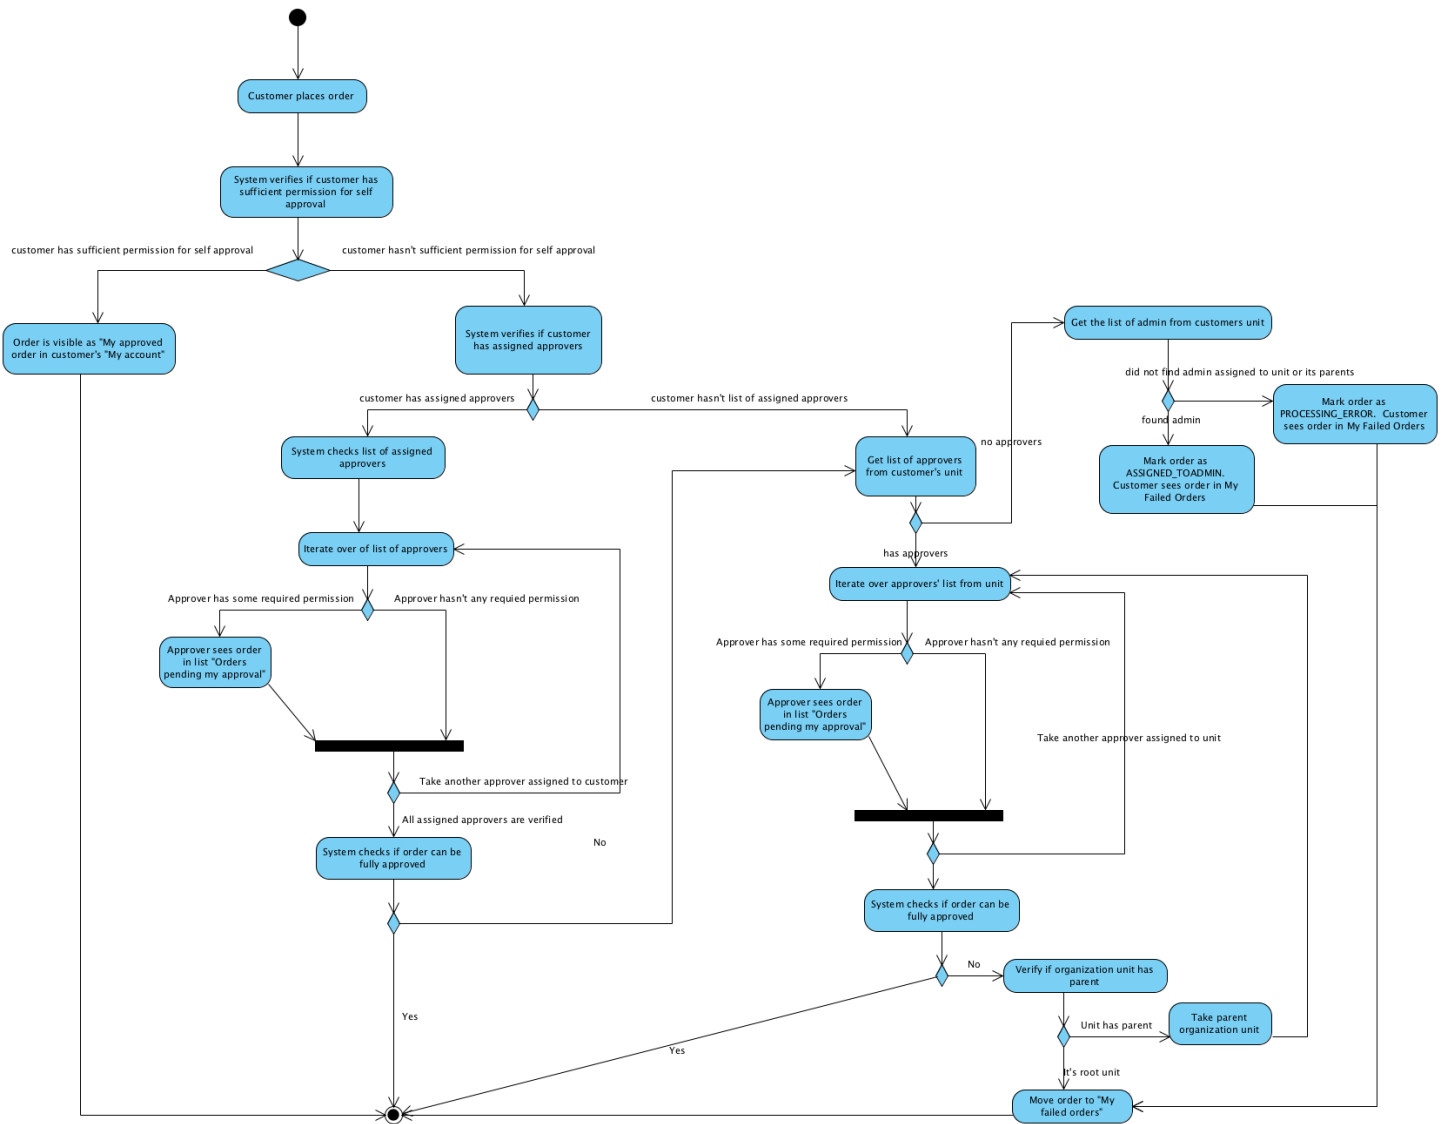 Customer places order
System verifies if customer has
sufficient permission for self
approval
customer has sufficient permission for self approval
customer hasn't sufficient permission for self approval
Order is visible as "My approved
order in customer's "My account"
System verifies if customer
has assigned approvers
Get the list of admin from customers unit
did not find admin assigned to unit or its parents
Mark order as
PROCESSING_ERROR.  Customer
sees order in My Failed Orders
found admin
Mark order as
ASSIGNED_TOADMIN.
Customer sees order in My
Failed Orders
customer has assigned approvers
customer hasn't list of assigned approvers
System checks list of assigned
approvers
Get list of approvers
from customer's unit
no approvers
has approvers
Iterate over of list of approvers
Iterate over approvers' list from unit
Approver has some required permission
Approver hasn't any requied permission
Approver sees order
in list "Orders
pending my approval"
Approver has some required permission
Approver hasn't any requied permission
Approver sees order
in list "Orders
pending my approval"
Take another approver assigned to unit
Take another approver assigned to customer
All assigned approvers are verified
System checks if order can be
fully approved
No
System checks if order can be
fully approved
No
Verify if organization unit has
parent
Unit has parent
Take parent
organization unit
Yes
Yes
It's root unit
Move order to "My
failed orders"